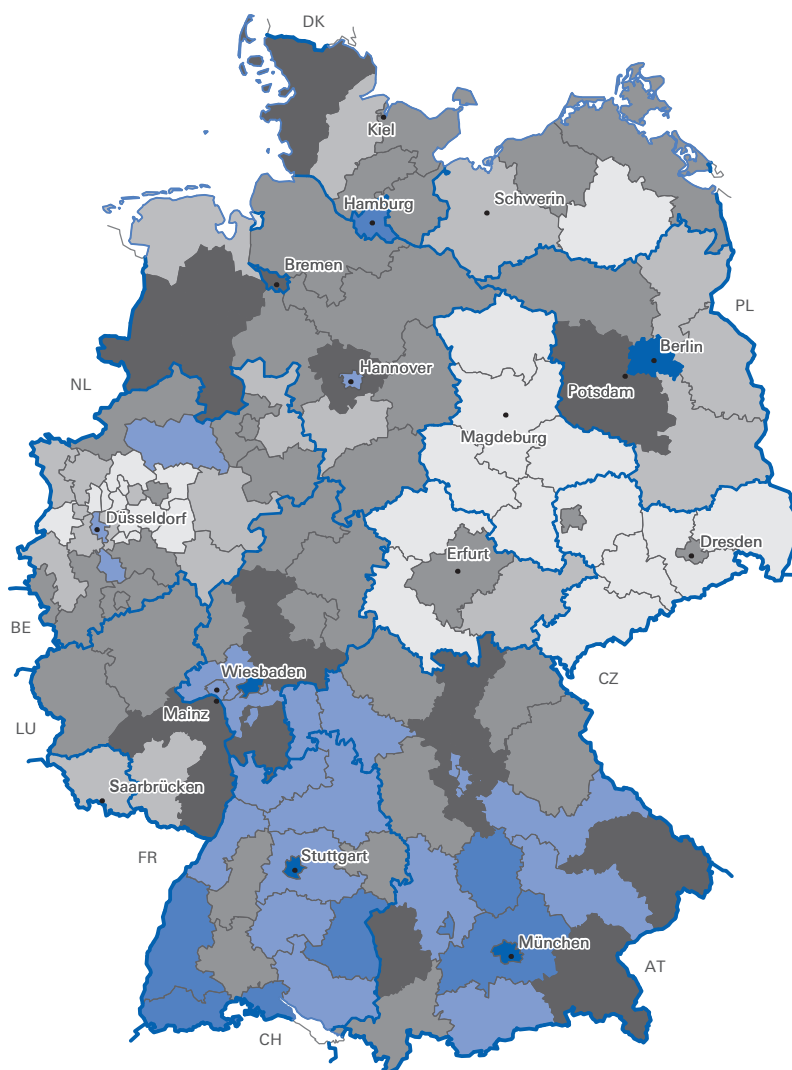 DK
Kiel
Hamburg
Schwerin
Bremen
PL
Berlin
Hannover
NL
Potsdam
Magdeburg
Düsseldorf
Dresden
Erfurt
BE
Wiesbaden
CZ
Mainz
LU
Saarbrücken
FR
Stuttgart
München
AT
CH